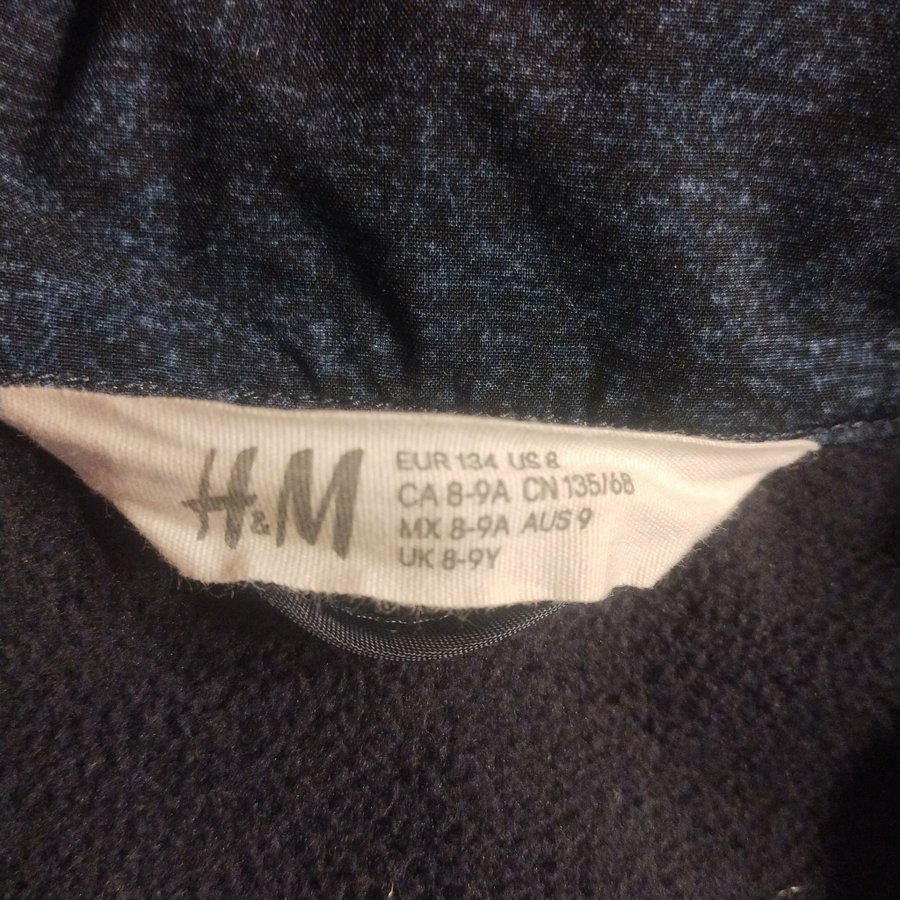 H&M
EUR 134 US 8
CA 8-9A CN 135/68
MX 8-9A AUS 9
UK 8-9Y